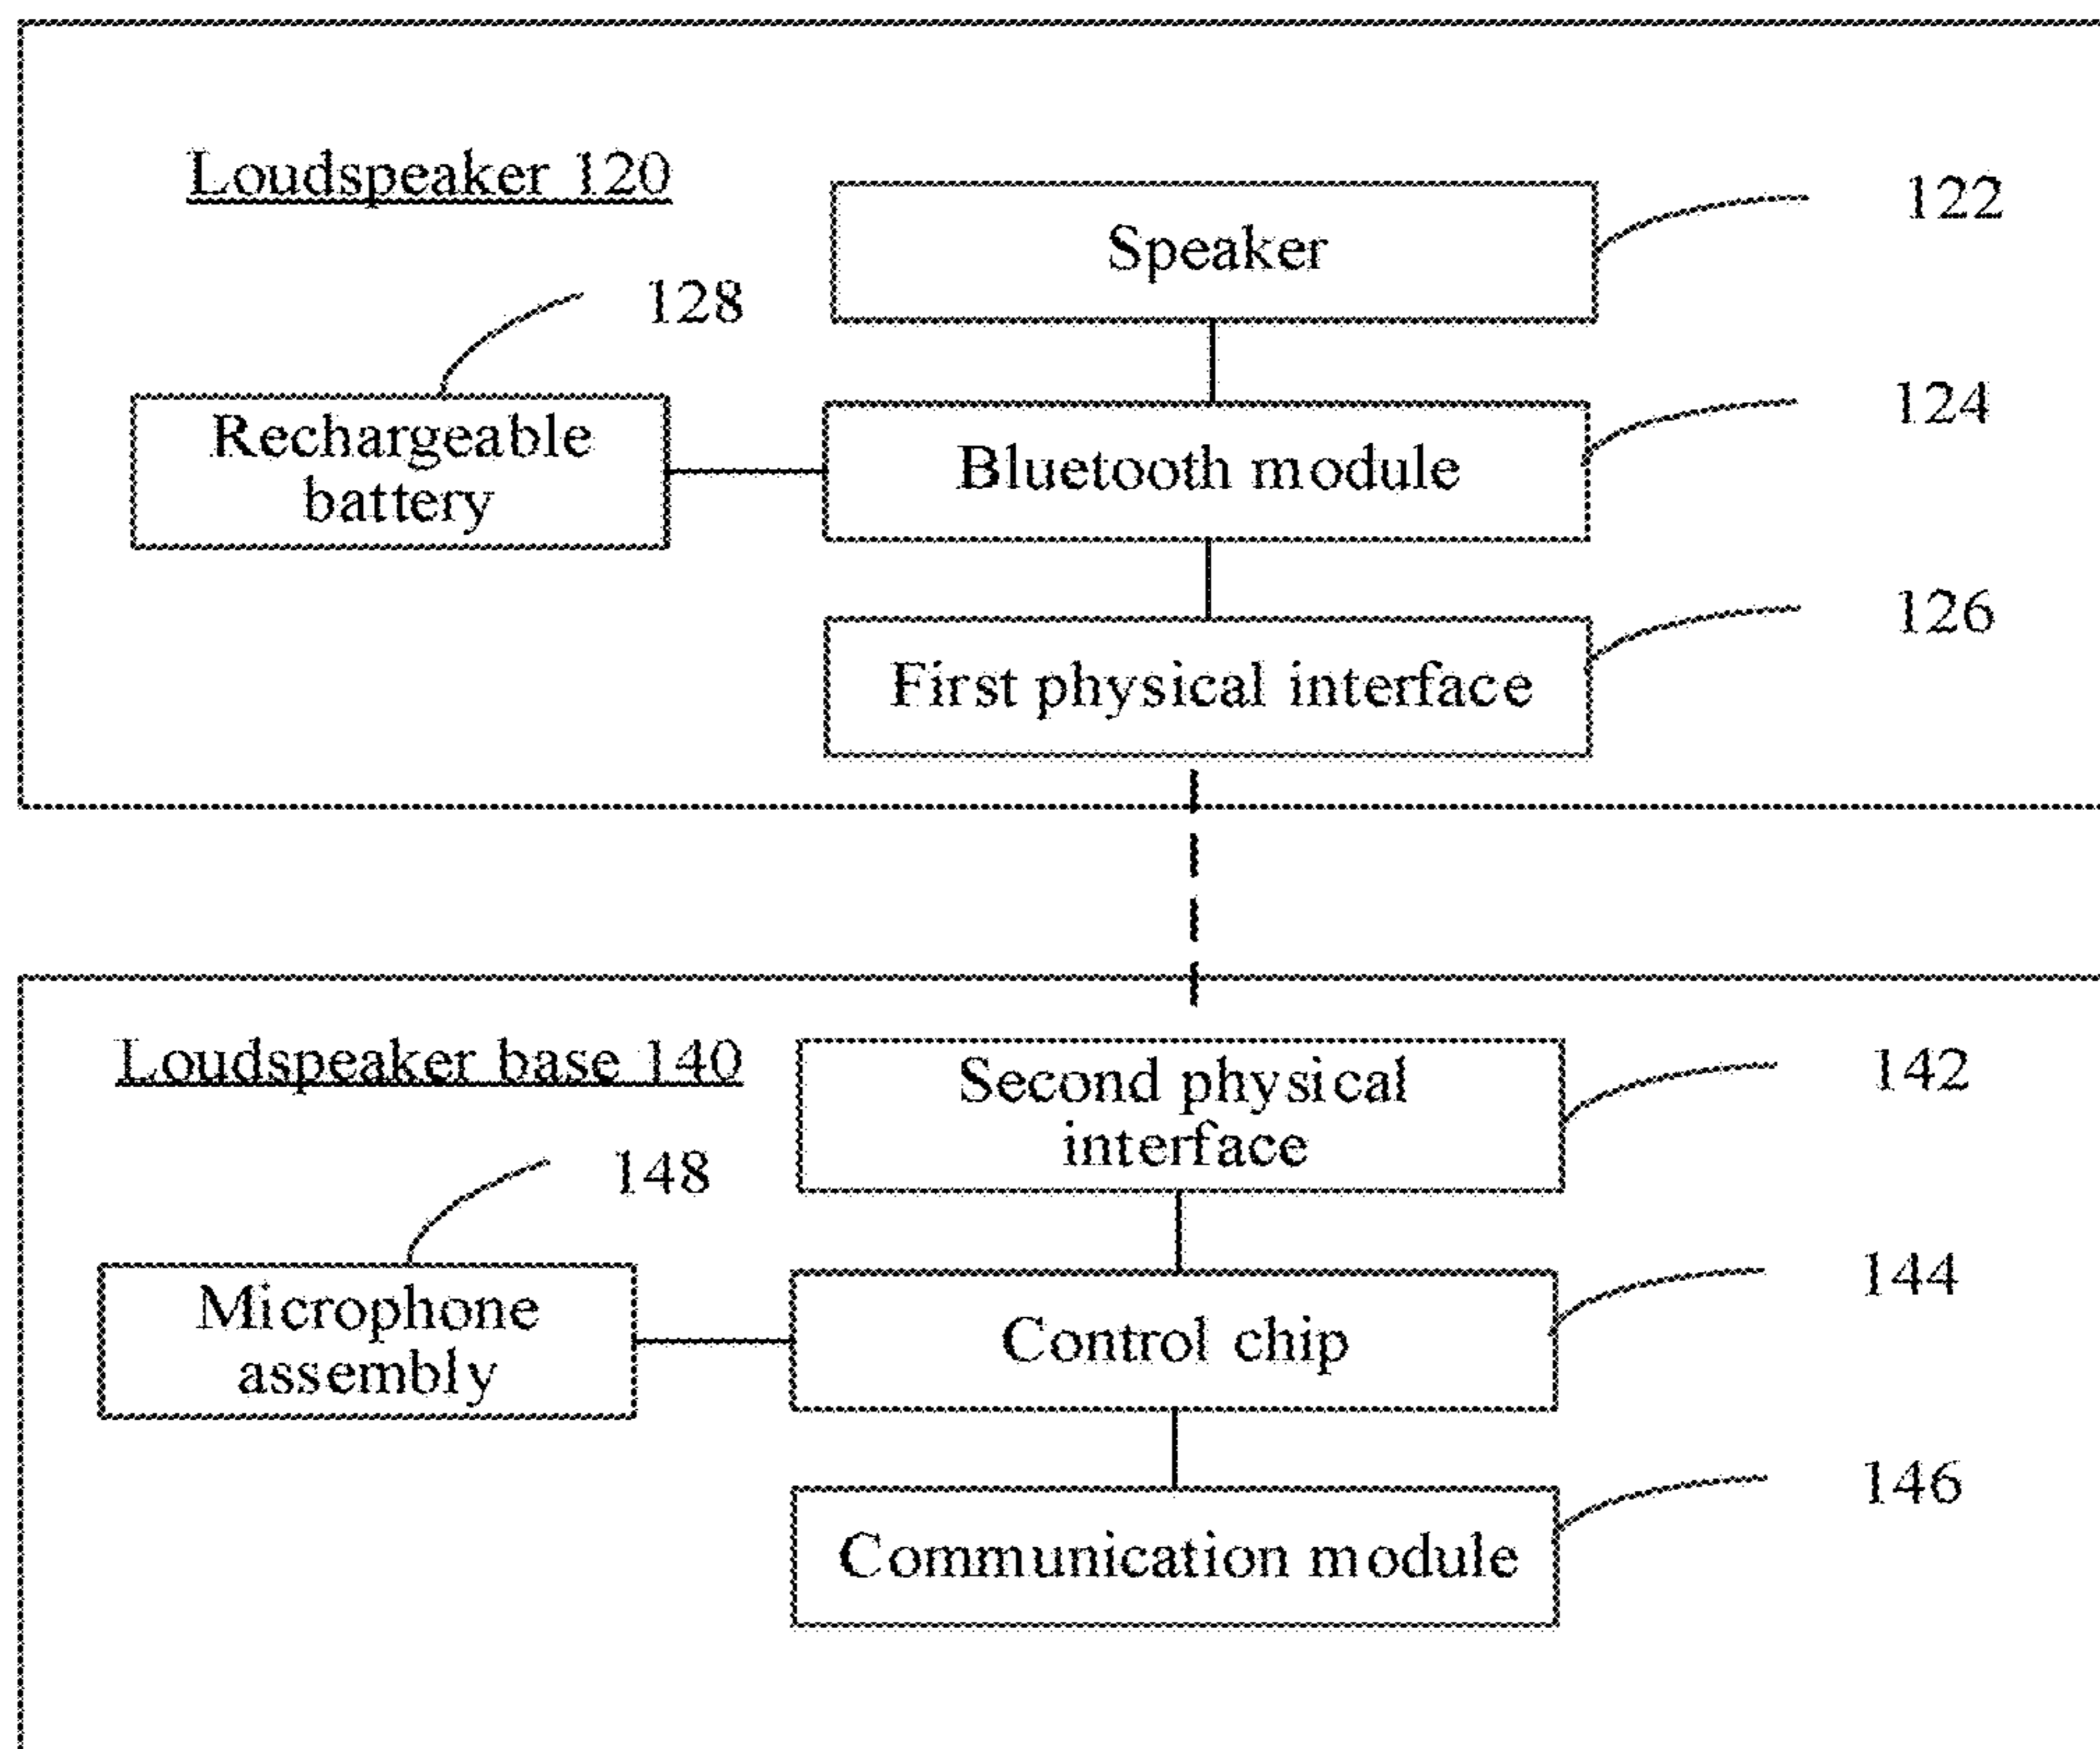 Loudspeaker 120
Speaker
122
128
Rechargeable
battery
Bluetooth module
124
First physical interface
126
Loudspeaker base 140
Second physical
interface
142
148
Microphone
assembly
Control chip
144
Communication module
146